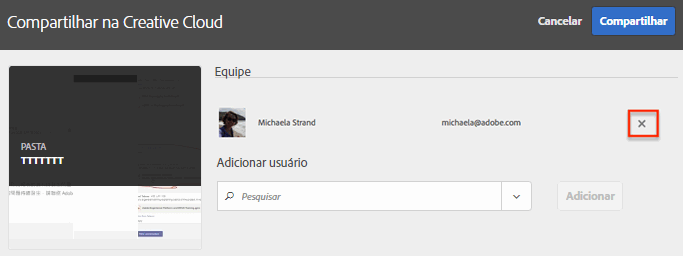 Compartilhar na Creative Cloud
Cancelar
Compartilhar
Equipe
Michaela Strand
michaela@adobe.com
PASTA
TTTTTTT
Adicionar usuário
Pesquisar
Adicionar